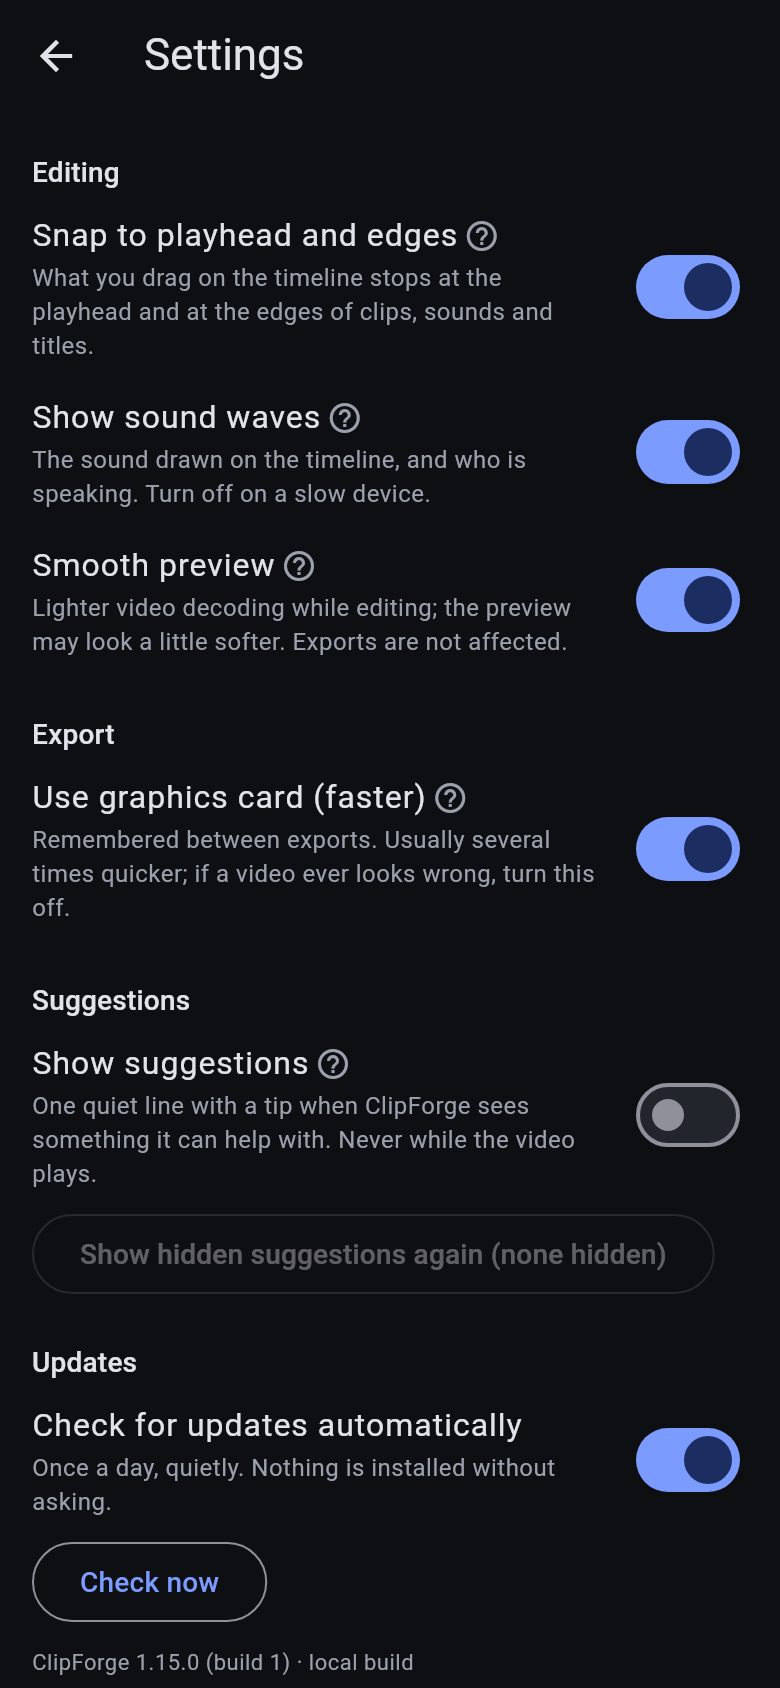 Settings
Editing
Snap to playhead and edges
What you drag on the timeline stops at the
playhead and at the edges of clips, sounds and
titles.
Show sound waves
The sound drawn on the timeline, and who is
speaking. Turn off on a slow device.
Smooth preview
Lighter video decoding while editing; the preview
may look a little softer. Exports are not affected.
Export
Use graphics card (faster)
Remembered between exports. Usually several
times quicker; if a video ever looks wrong, turn this
off.
Suggestions
Show suggestions
One quiet line with a tip when ClipForge sees
something it can help with. Never while the video
plays.
Show hidden suggestions again (none hidden)
Updates
Check for updates automatically
Once a day, quietly. Nothing is installed without
asking.
Check now
ClipForge 1.15.0 (build 1) · local build